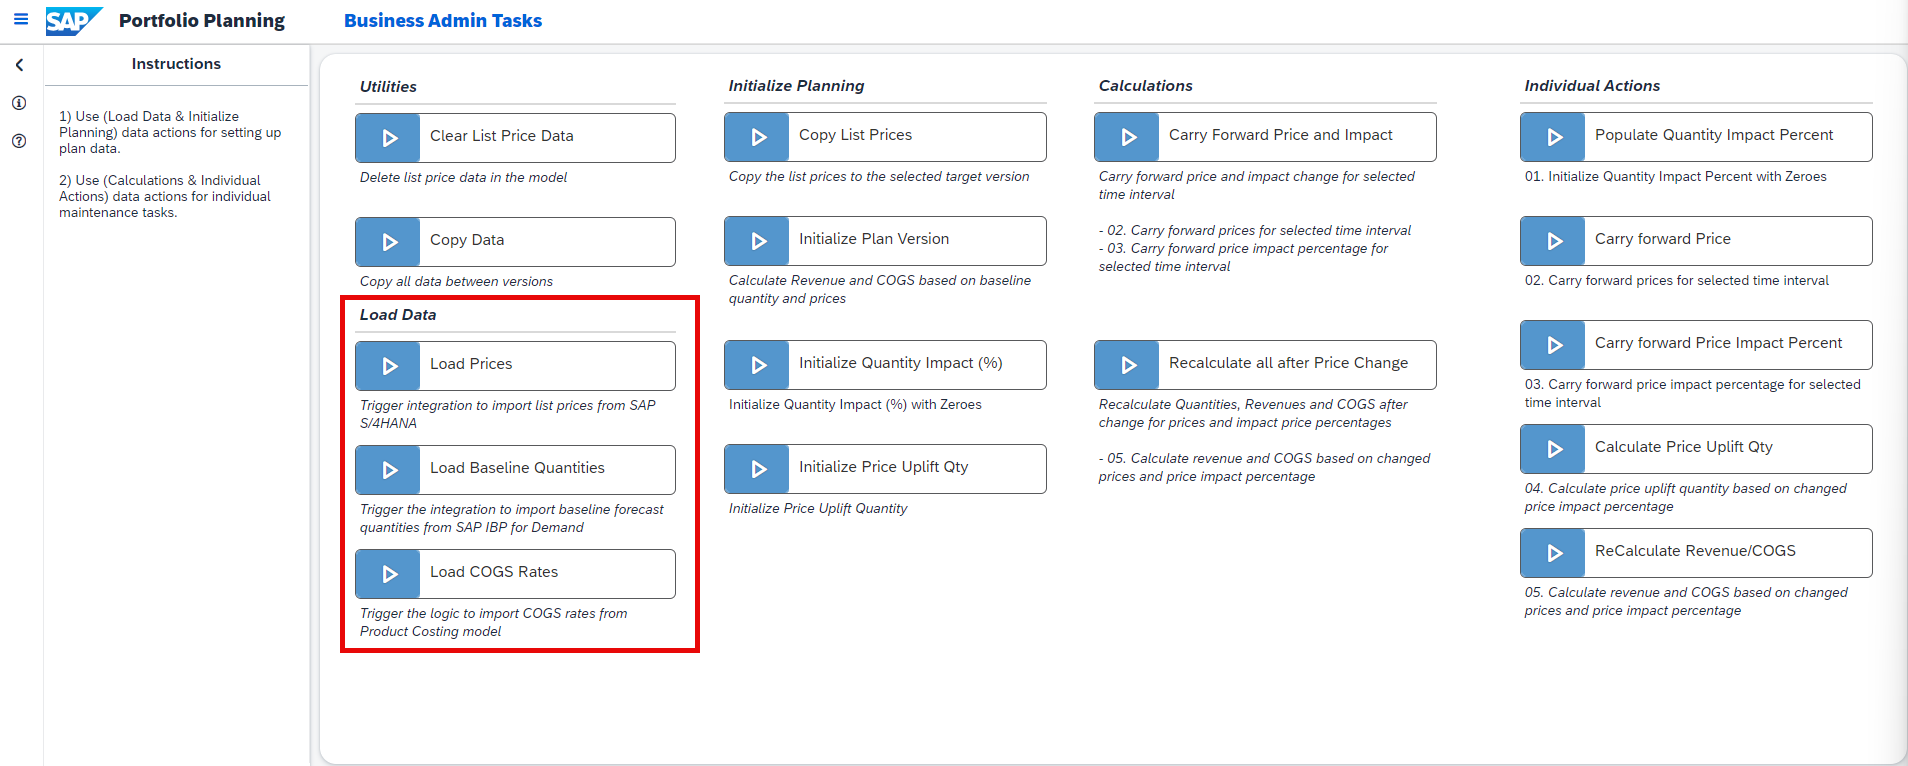 SAP Portfolio Planning Business Admin Tasks
Instructions
1) Use (Load Data & Initialize
Planning) data actions for setting up
plan data.
2) Use (Calculations & Individual
Actions) data actions for individual
maintenance tasks.
Utilities
Clear List Price Data
Delete list price data in the model
Copy Data
Copy all data between versions
Load Data
Load Prices
Trigger integration to import list prices from SAP
S/4HANA
Load Baseline Quantities
Trigger the integration to import baseline forecast
quantities from SAP IBP for Demand
Load COGS Rates
Trigger the logic to import COGS rates from
Product Costing model
Initialize Planning
Copy List Prices
Copy the list prices to the selected target version
Initialize Plan Version
Calculate Revenue and COGS based on baseline
quantity and prices
Initialize Quantity Impact (%)
Initialize Quantity Impact (%) with Zeroes
Initialize Price Uplift Qty
Initialize Price Uplift Quantity
Calculations
Carry Forward Price and Impact
Carry forward price and impact change for selected
time interval
- 02. Carry forward prices for selected time interval
- 03. Carry forward price impact percentage for
selected time interval
Recalculate all after Price Change
Recalculate Quantities, Revenues and COGS after
change for prices and impact price percentages
- 05. Calculate revenue and COGS based on changed
prices and price impact percentage
Individual Actions
Populate Quantity Impact Percent
01. Initialize Quantity Impact Percent with Zeroes
Carry forward Price
02. Carry forward prices for selected time interval
Carry forward Price Impact Percent
03. Carry forward price impact percentage for selected
time interval
Calculate Price Uplift Qty
04. Calculate price uplift quantity based on changed
price impact percentage
ReCalculate Revenue/COGS
05. Calculate revenue and COGS based on changed
prices and price impact percentage